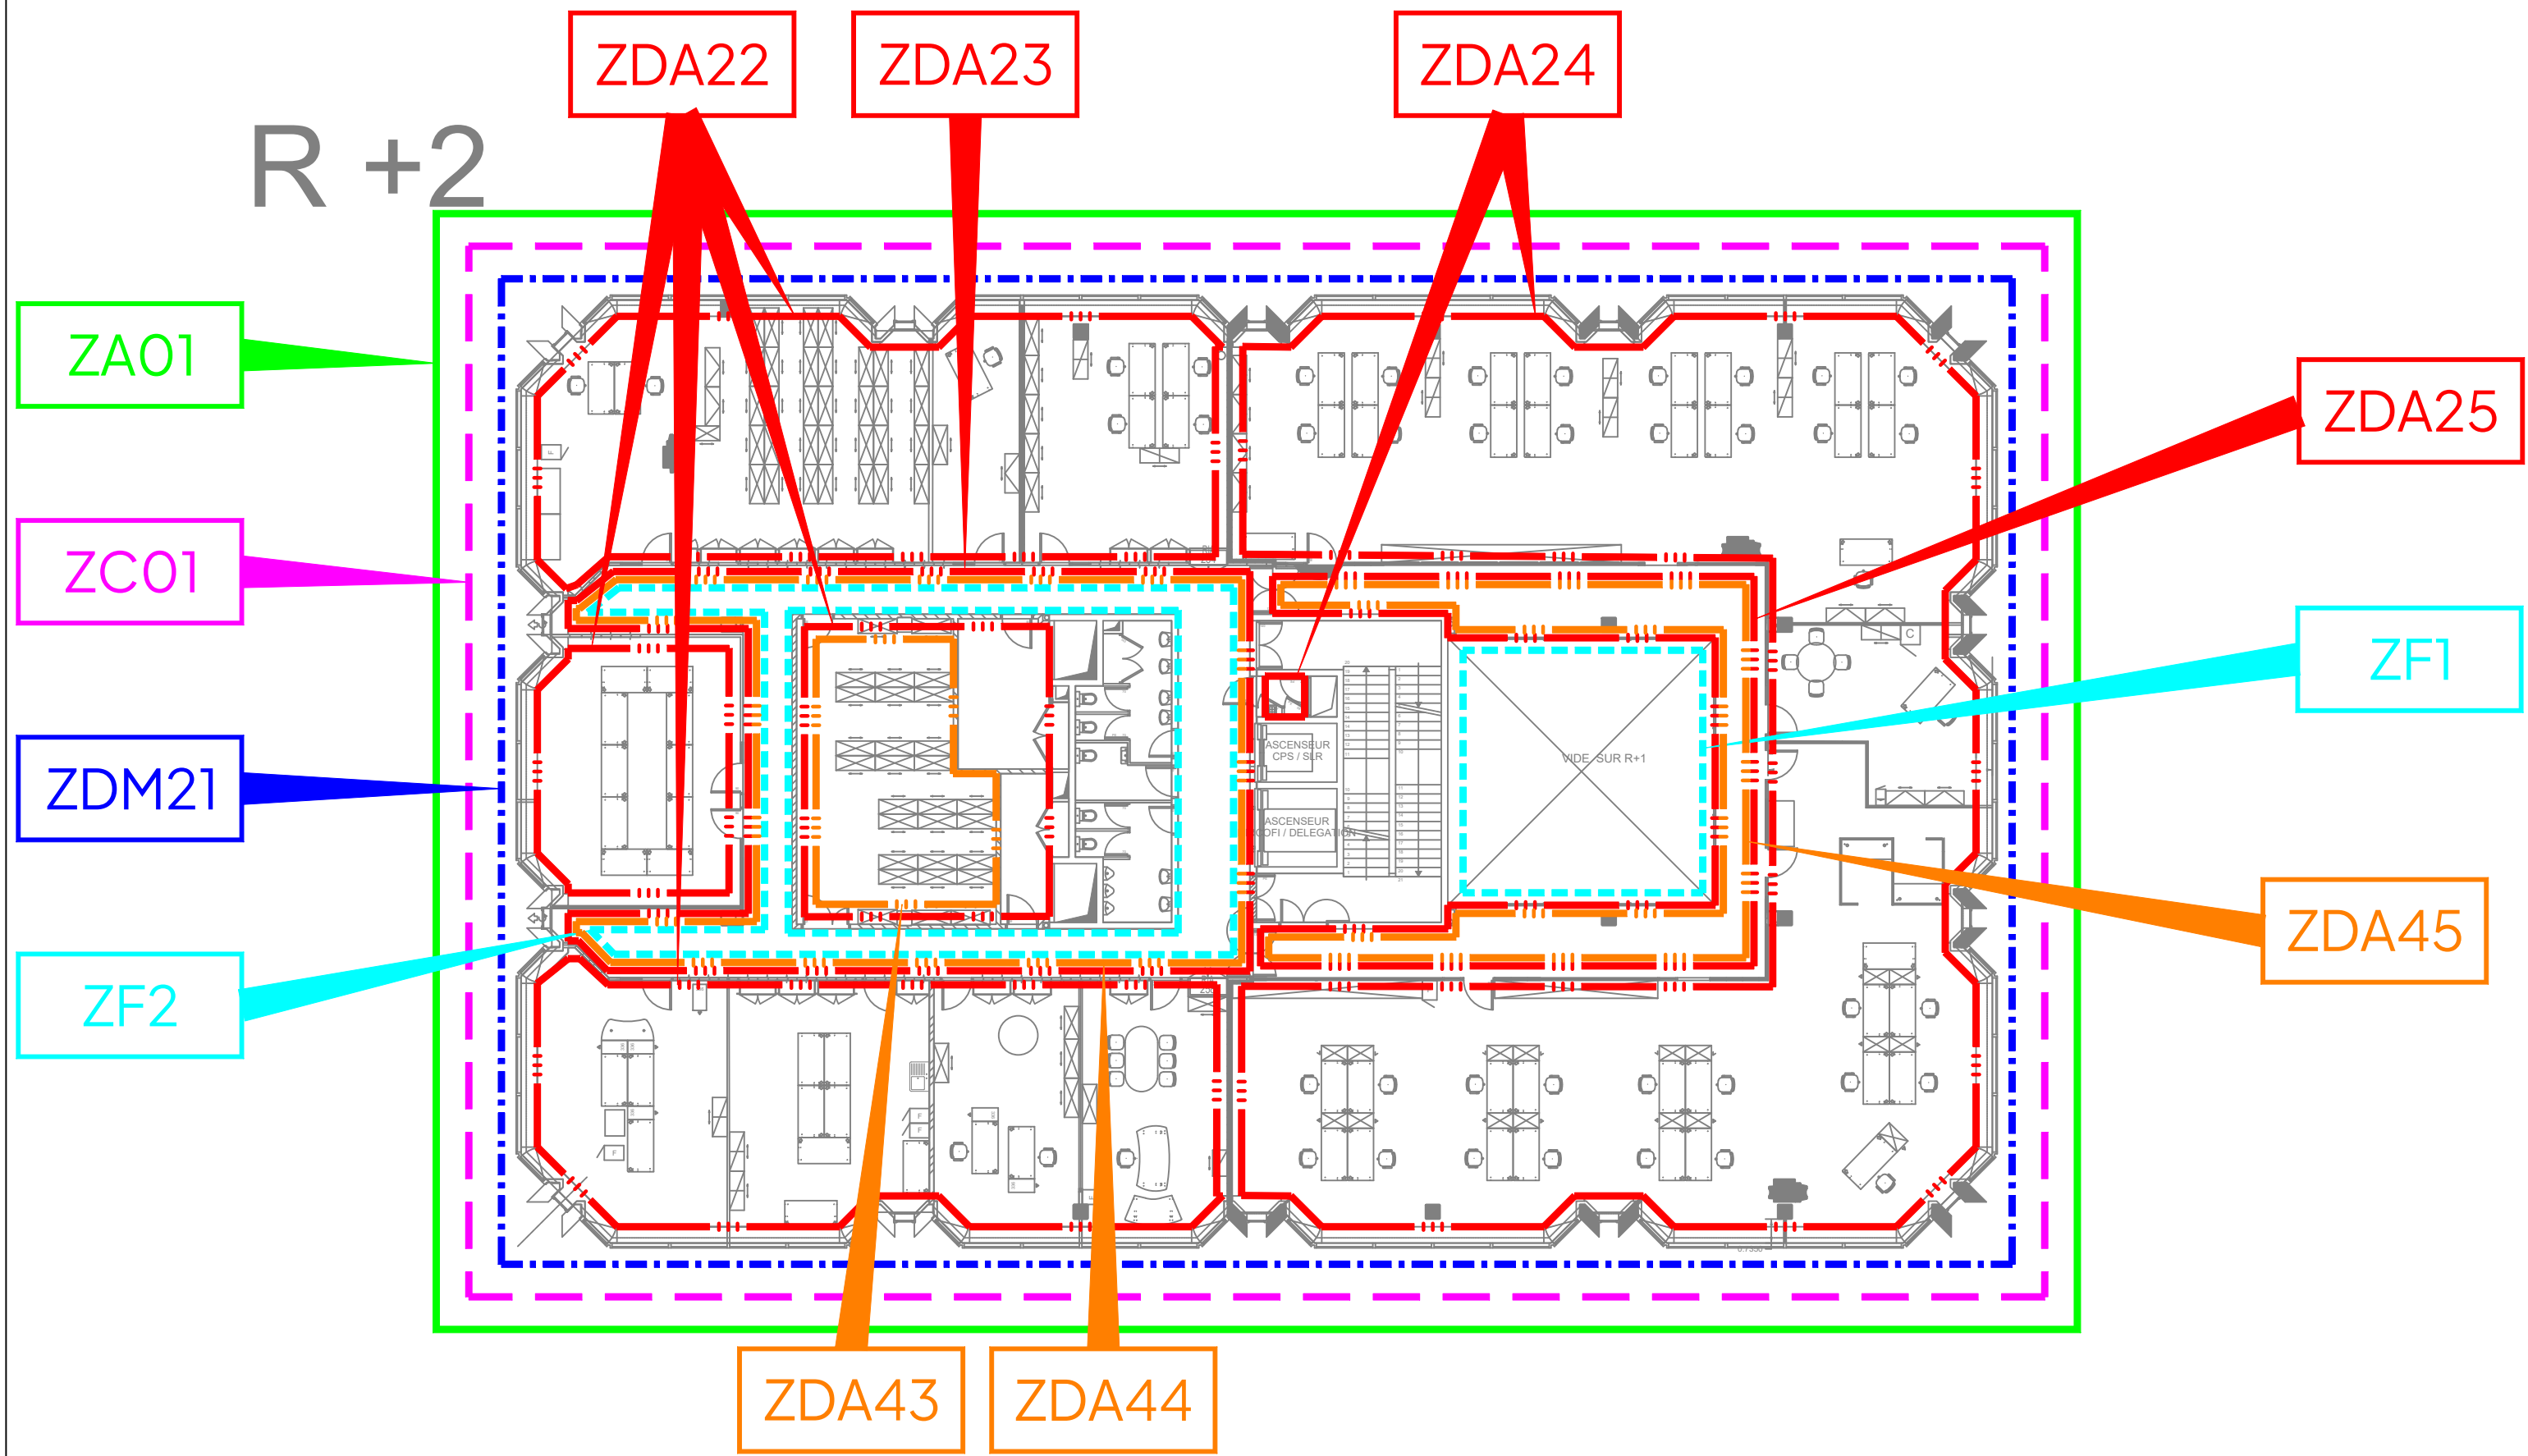 ZDA22
ZDA23
ZDA24
R +2
ZA01
ZDA25
ZC01
ZF1
C
ZDM21
ASCENSEUR
CPS / SLR
VIDE SUR R+1
ASCENSEUR
COFI / DELEGATION
ZDA45
ZF2
F
F
F
F
ZDA43
ZDA44